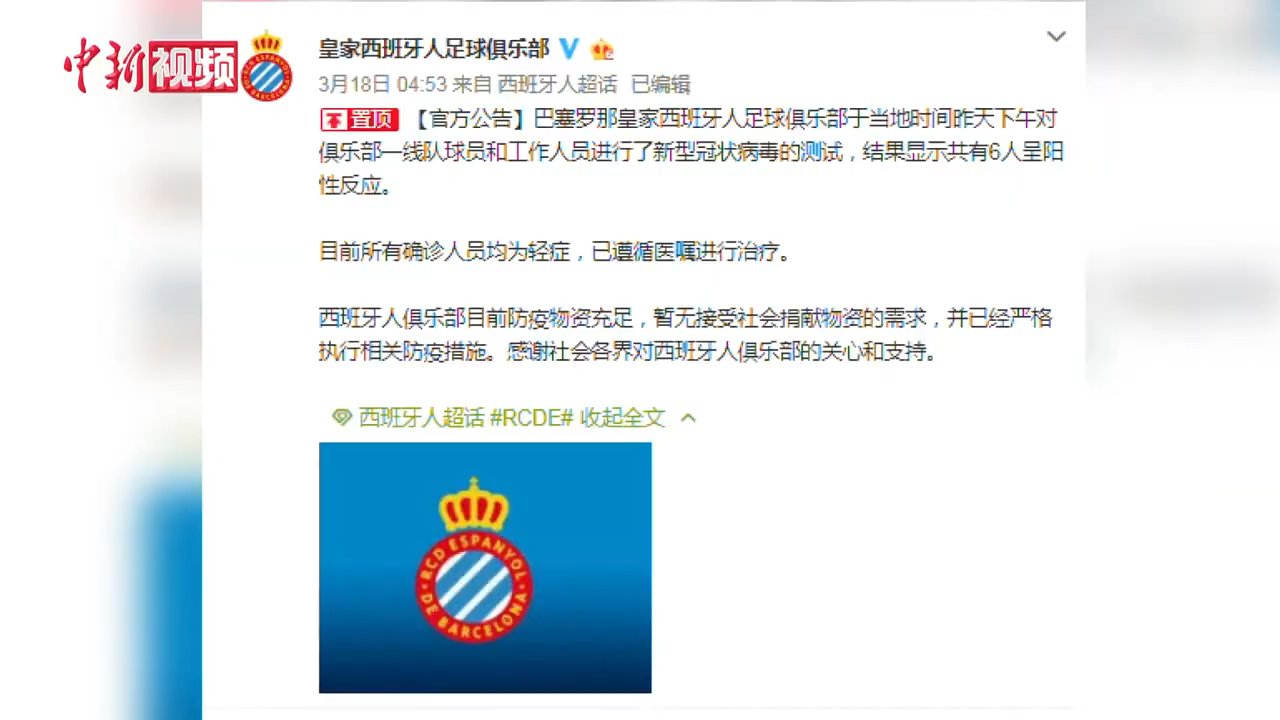 中新视频
皇家西班牙人足球俱乐部
3月18日 04:53 来自 西班牙人超话 已编辑
置顶 【官方公告】巴塞罗那皇家西班牙人足球俱乐部于当地时间昨天下午对
俱乐部一线队球员和工作人员进行了新型冠状病毒的测试，结果显示共有6人呈阳
性反应。
目前所有确诊人员均为轻症，已遵循医嘱进行治疗。
西班牙人俱乐部目前防疫物资充足，暂无接受社会捐献物资的需求，并已经严格
执行相关防疫措施。感谢社会各界对西班牙人俱乐部的关心和支持。
西班牙人超话 #RCDE# 收起全文
RCD ESPANYOL
DE BARCELONA